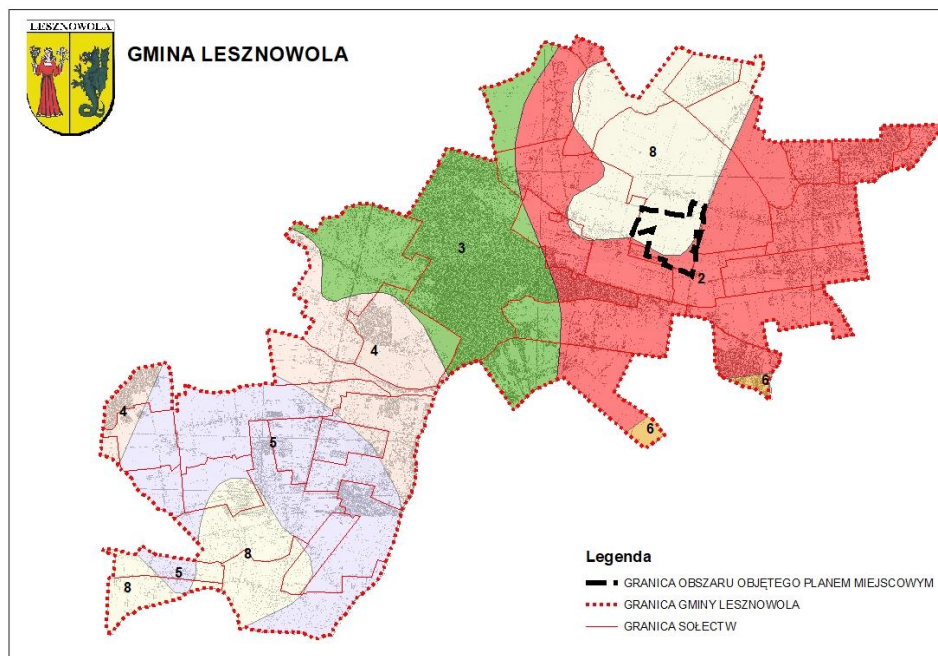 LESZNOWOLA
GMINA LESZNOWOLA
8
3
2
4
6
4
6
5
8
5
8
Legenda
GRANICA OBSZARU OBJĘTEGO PLANEM MIEJSCOWYM
GRANICA GMINY LESZNOWOLA
GRANICA SOŁECTW